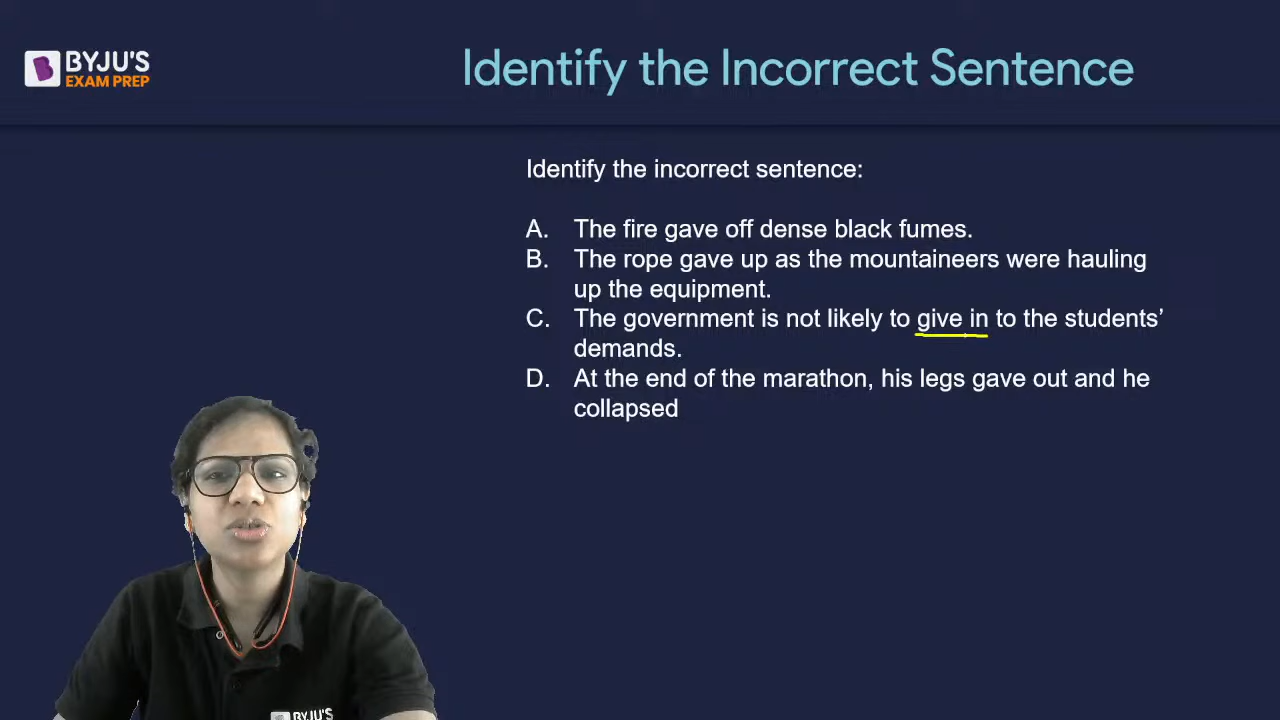 BYJU'S
EXAM PREP
Identify the Incorrect Sentence
Identify the incorrect sentence:
A. The fire gave off dense black fumes.
B. The rope gave up as the mountaineers were hauling
up the equipment.
C. The government is not likely to give in to the students’
demands.
D. At the end of the marathon, his legs gave out and he
collapsed
BYJU'S